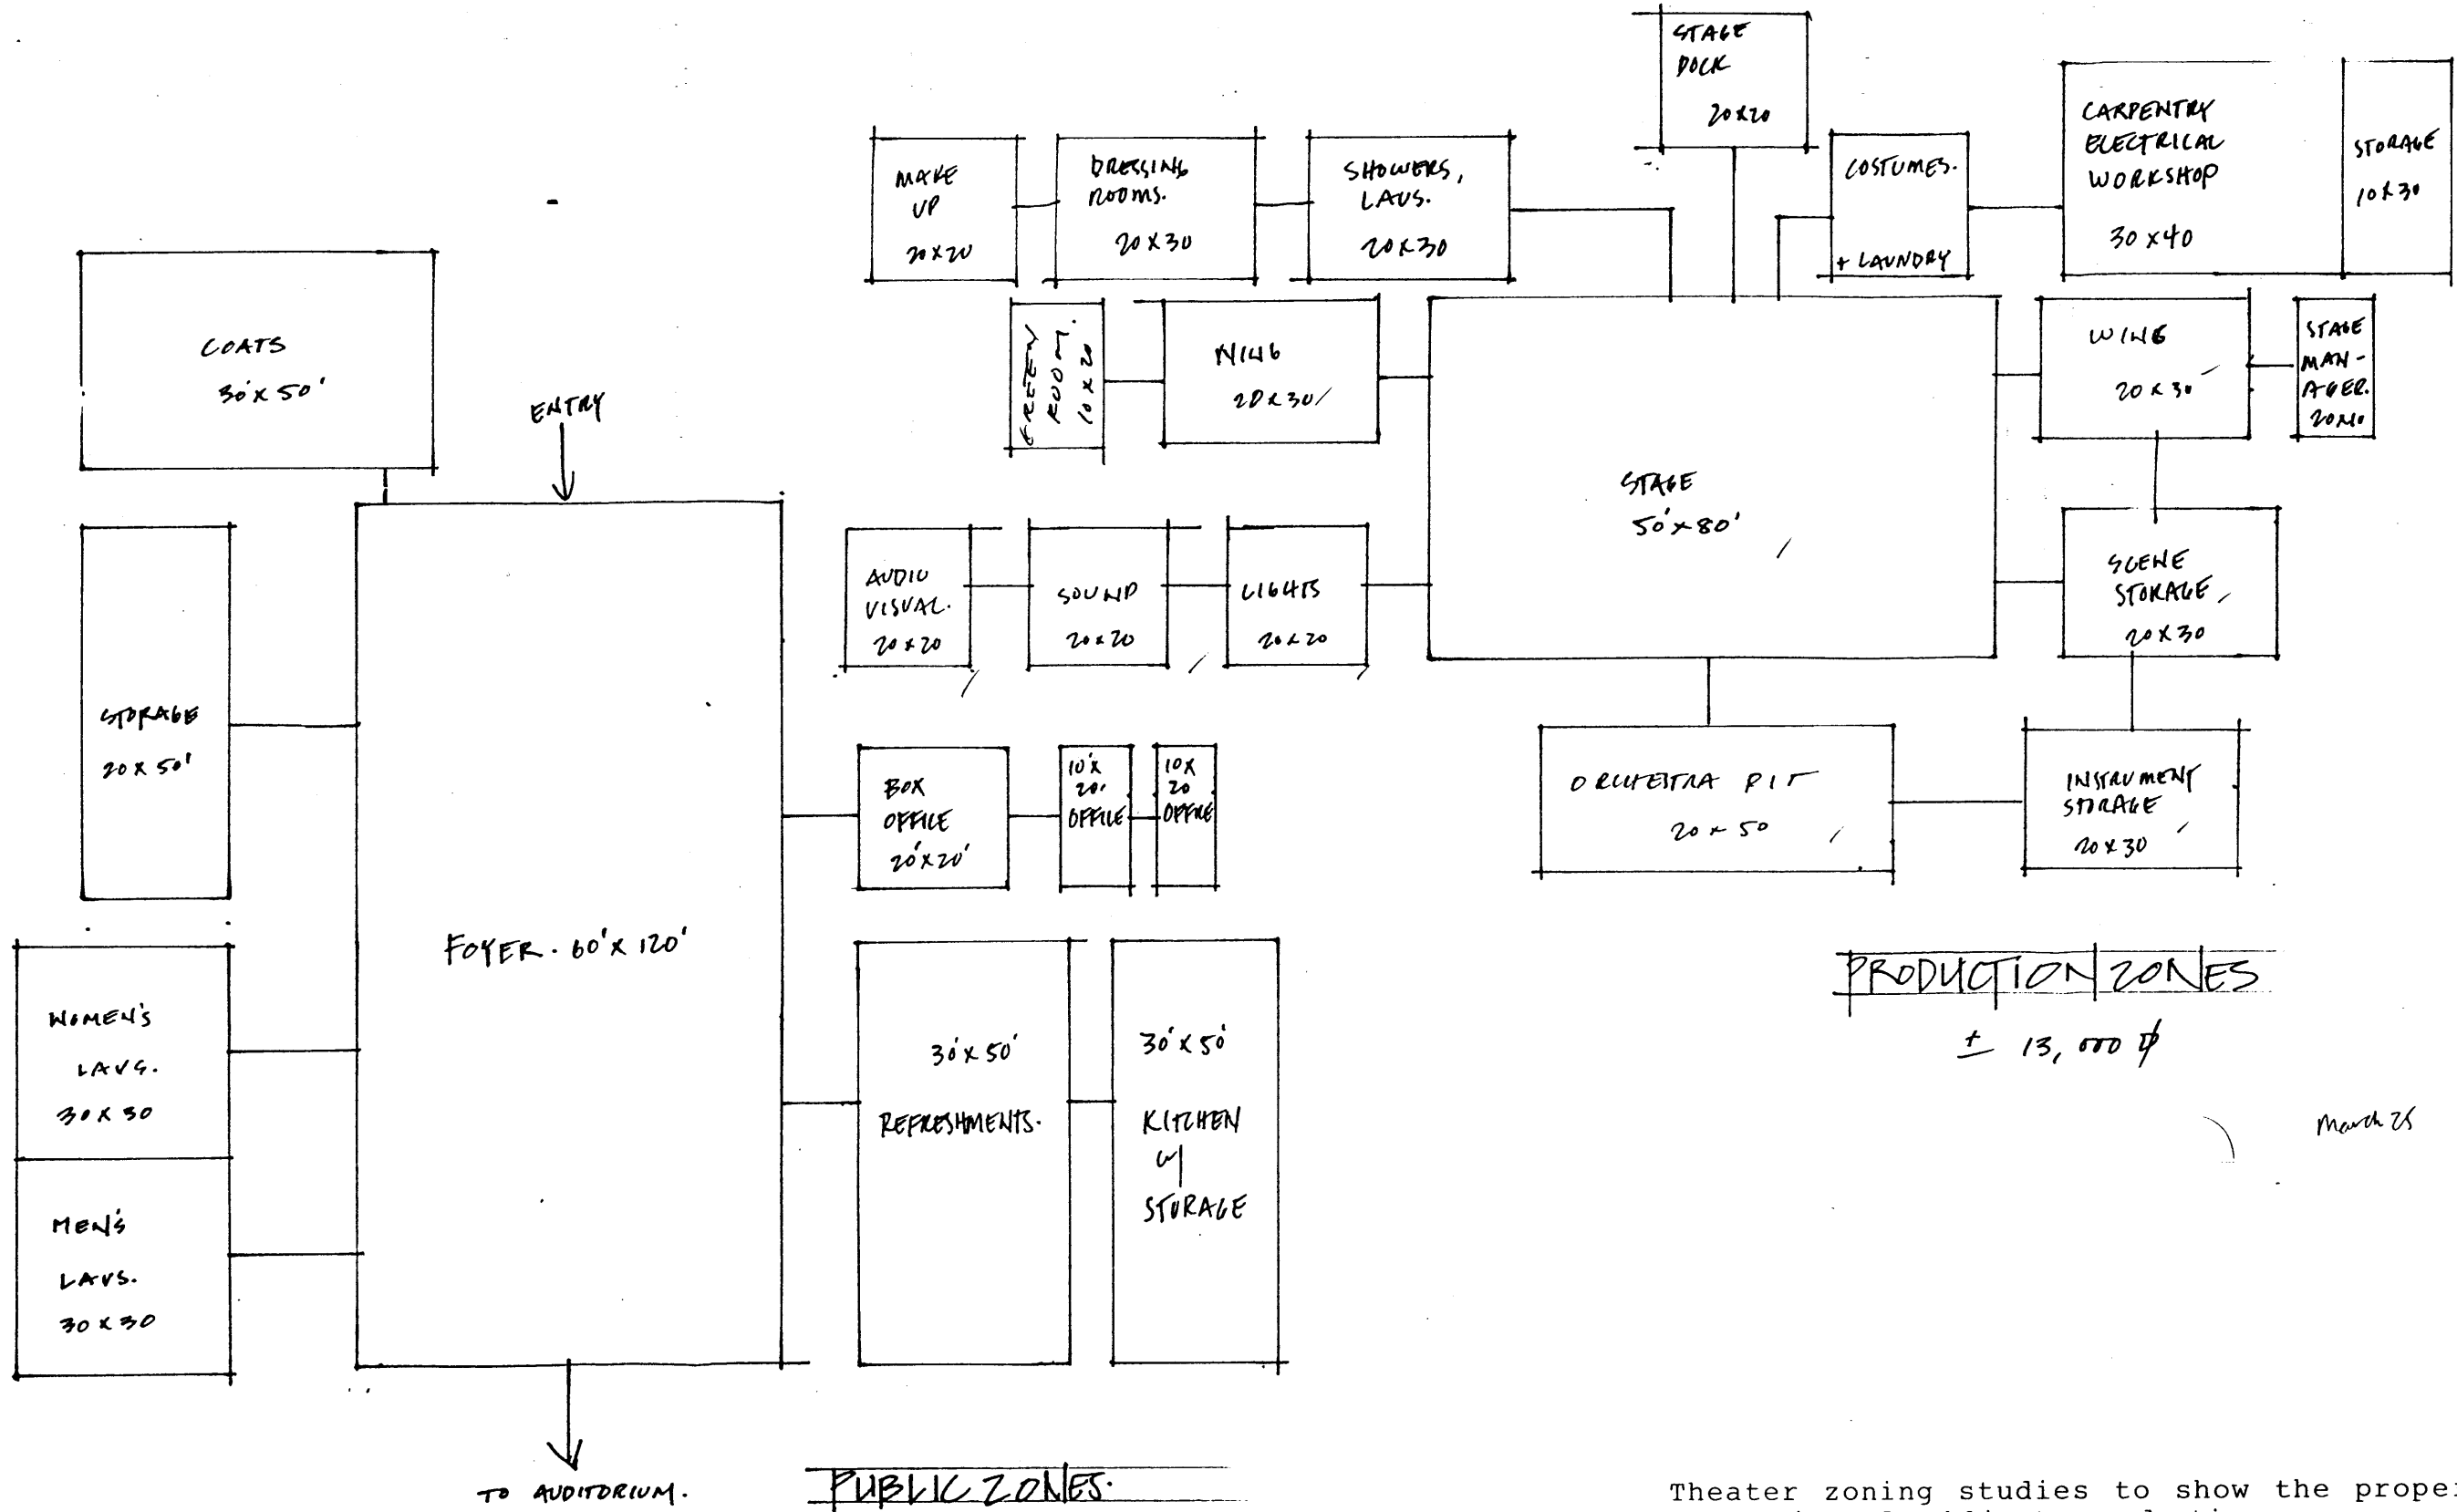 STAGE
DOCK
20x20
CARPENTRY
ELECTRICAL
WORKSHOP
30 x 40
STORAGE
10x30
MAKE
UP
20x20
DRESSING
ROOMS.
20x30
SHOWERS,
LAVS.
20x30
COSTUMES.
+ LAUNDRY
COATS
30'x 50'
ENTRY
GREEN
ROOM.
10x20
WING
20x30
STAGE
50'x80'
WING
20x30
STAGE
MAN-
AGER.
20x10
AUDIO
VISUAL.
20x20
SOUND
20x20
LIGHTS
20x20
SCENE
STORAGE
20x30
STORAGE
20x50'
BOX
OFFICE
20'x20'
10'x
20'
OFFICE
10x
20
OFFICE
ORCHESTRA PIT
20x50
INSTRUMENT
STORAGE
20x30
FOYER. 60'x 120'
WOMEN'S
LAVS.
30x30
MEN'S
LAVS.
30x30
30'x50'
REFRESHMENTS.
30'x50'
KITCHEN
w/
STORAGE
PRODUCTION ZONES
± 13,000
March 25
TO AUDITORIUM.
PUBLIC ZONES.
Theater zoning studies to show the prope